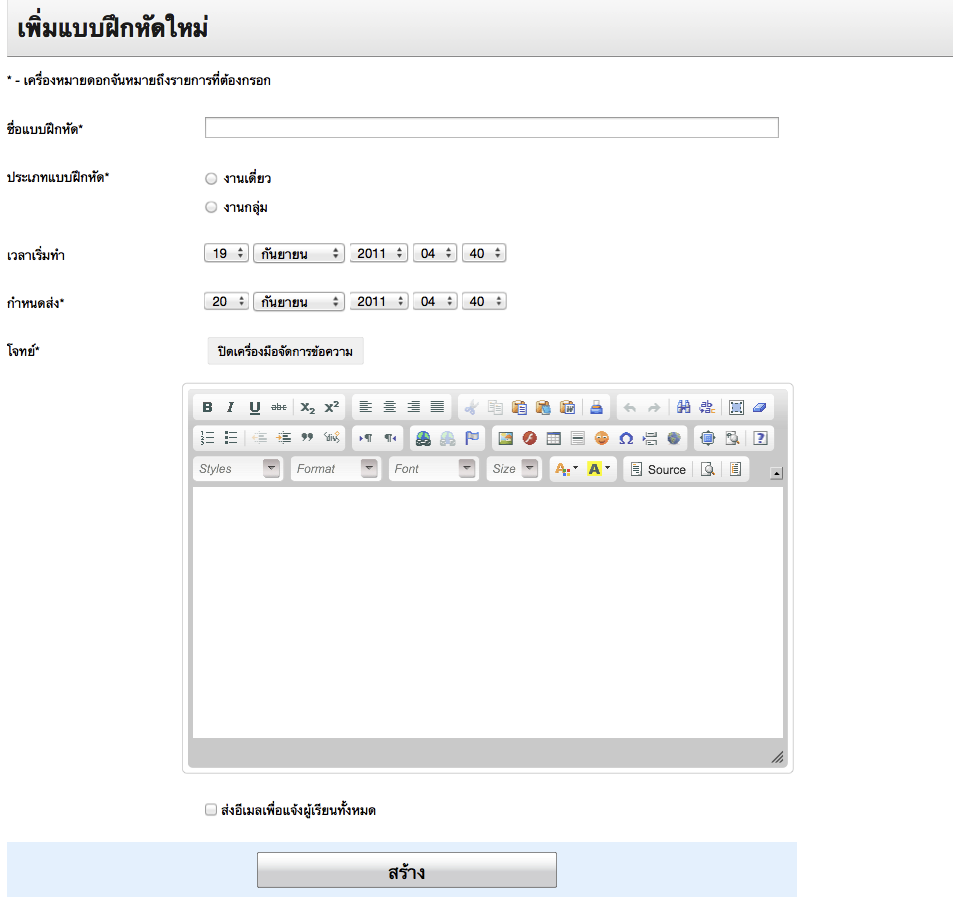 เพิ่มแบบฝึกหัดใหม่
* - เครื่องหมายดอกจันหมายถึงรายการที่ต้องกรอก
ชื่อแบบฝึกหัด*
ประเภทแบบฝึกหัด* งานเดี่ยว
งานกลุ่ม
เวลาเริ่มทำ 19 กันยายน 2011 04 40
กำหนดส่ง* 20 กันยายน 2011 04 40
โจทย์* ปิดเครื่องมือจัดการข้อความ
B I U abc X₂ X²
Styles Format Font Size A A Source
ส่งอีเมลเพื่อแจ้งผู้เรียนทั้งหมด
สร้าง